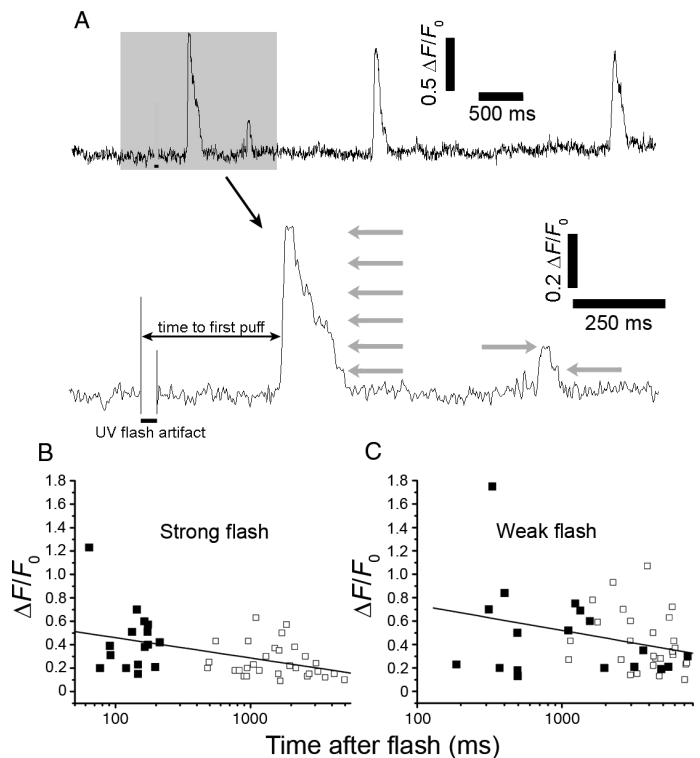 A
0.5 ΔF/F0
500 ms
0.2 ΔF/F0
250 ms
time to first puff
UV flash artifact
B
C
1.8
1.6
1.4
1.2
1.0
0.8
0.6
0.4
0.2
0
ΔF/F0
Strong flash
100
1000
1.8
1.6
1.4
1.2
1.0
0.8
0.6
0.4
0.2
0
ΔF/F0
Weak flash
100
1000
Time after flash (ms)